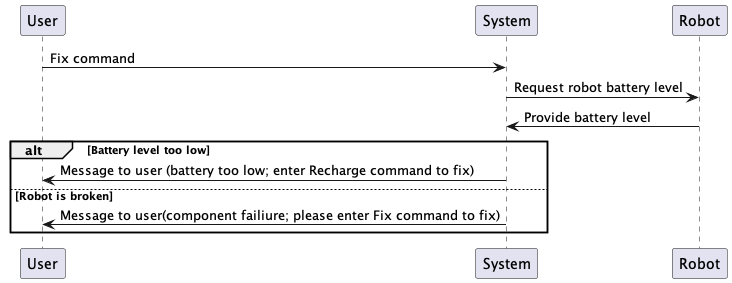 User System Robot
Fix command
Request robot battery level
Provide battery level
alt [Battery level too low]
Message to user (battery too low; enter Recharge command to fix)
[Robot is broken]
Message to user(component failiure; please enter Fix command to fix)
User System Robot